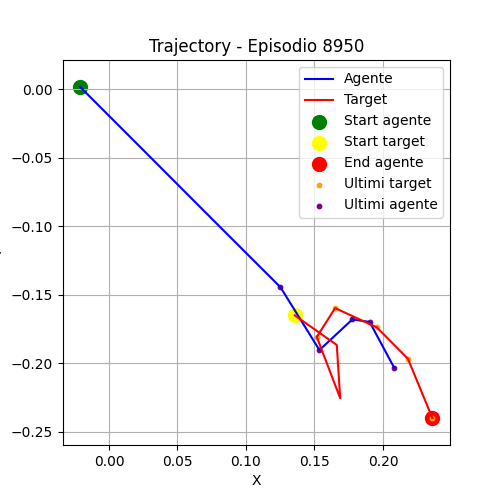 Trajectory - Episodio 8950
Agente
Target
Start agente
Start target
End agente
Ultimi target
Ultimi agente
0.00
−0.05
−0.10
−0.15
−0.20
−0.25
0.00 0.05 0.10 0.15 0.20
X